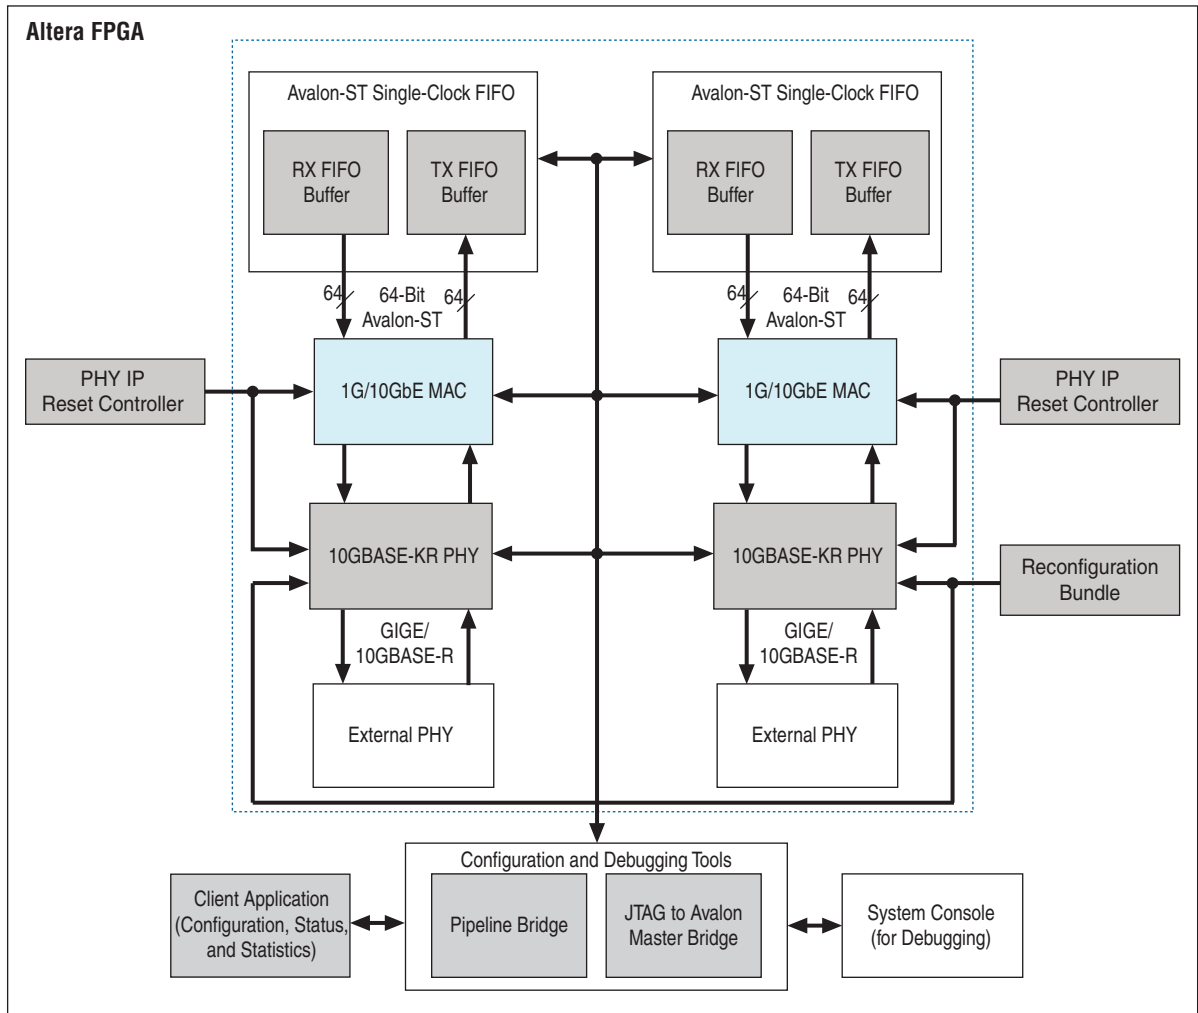 Altera FPGA
Avalon-ST Single-Clock FIFO
RX FIFO
Buffer
TX FIFO
Buffer
Avalon-ST Single-Clock FIFO
RX FIFO
Buffer
TX FIFO
Buffer
64
64-Bit
Avalon-ST
64
64
64-Bit
Avalon-ST
64
PHY IP
Reset Controller
1G/10GbE MAC
1G/10GbE MAC
PHY IP
Reset Controller
10GBASE-KR PHY
10GBASE-KR PHY
Reconfiguration
Bundle
GIGE/
10GBASE-R
GIGE/
10GBASE-R
External PHY
External PHY
Configuration and Debugging Tools
Client Application
(Configuration, Status,
and Statistics)
Pipeline Bridge
JTAG to Avalon
Master Bridge
System Console
(for Debugging)